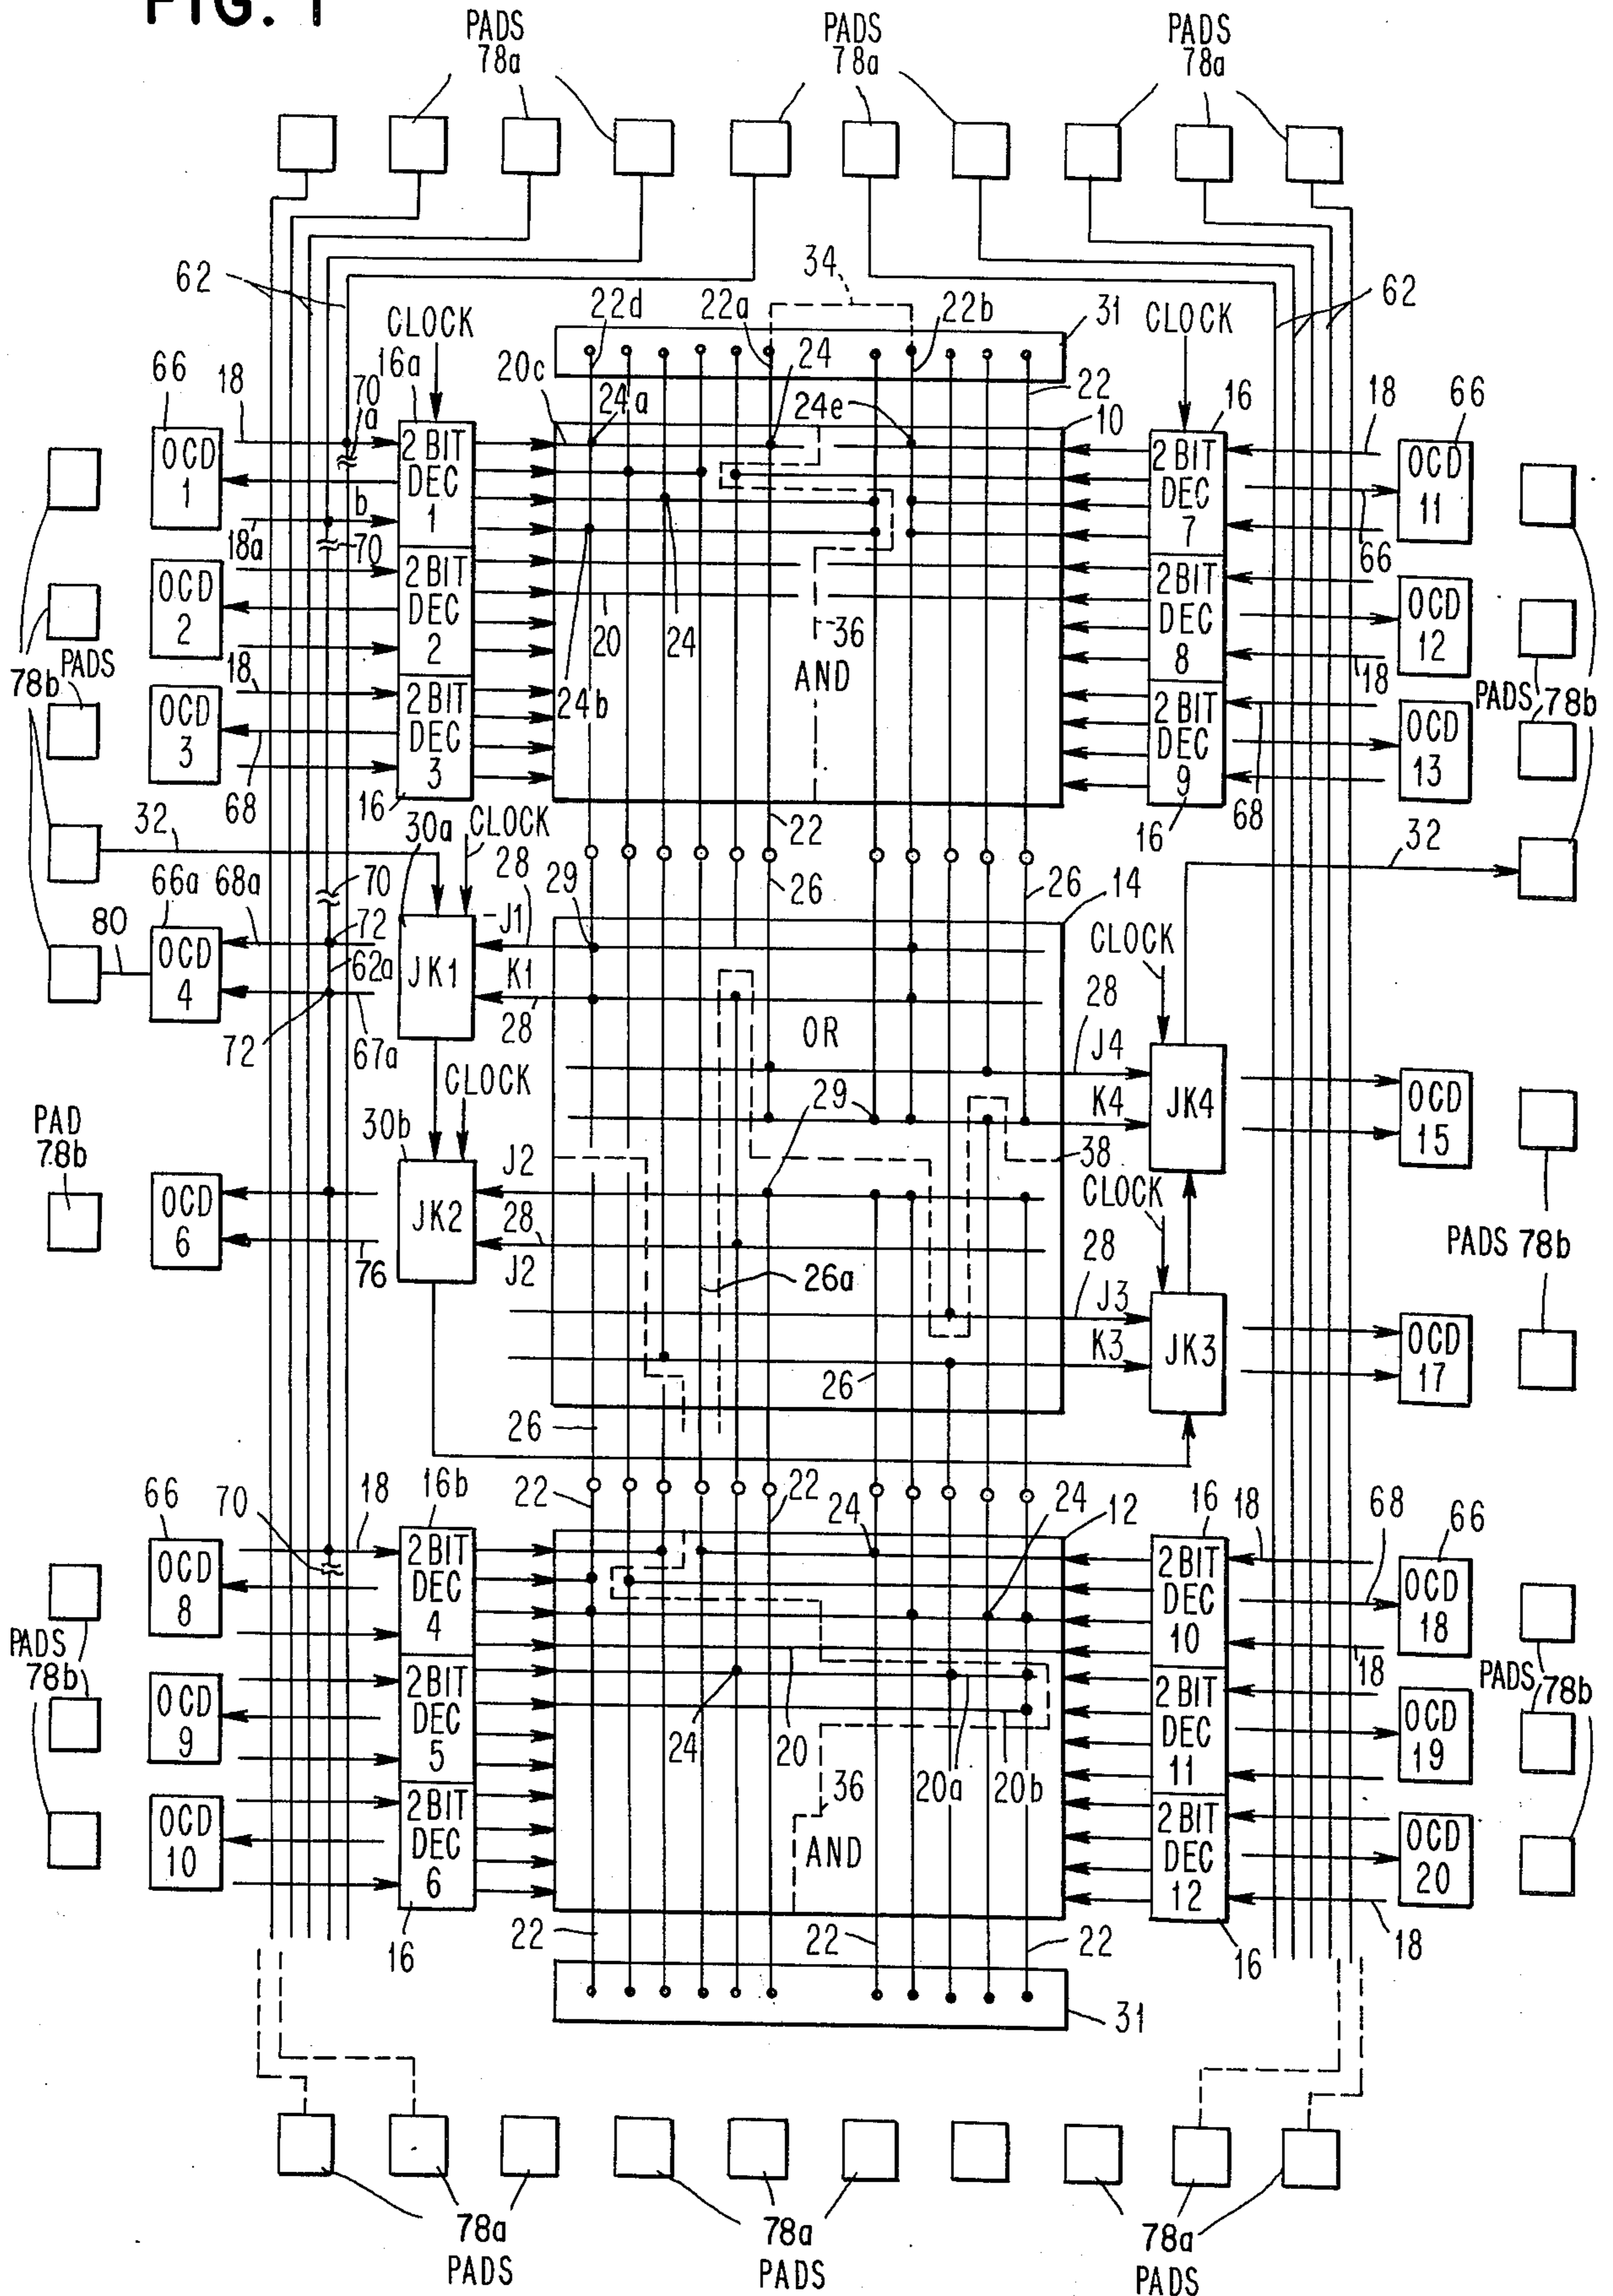 FIG. 1
PADS 78a
PADS 78a
PADS 78a
62
34
62
22d
22a
22b
31
CLOCK
CLOCK
16a
20c
24a
24
24e
22
10
16
18
66
66
18
70
a
OCD 1
2 BIT DEC 1
2 BIT DEC 7
OCD 11
18a
b
70
66
OCD 2
2 BIT DEC 2
20
24
36
2 BIT DEC 8
OCD 12
18
PADS 78b
18
AND
PADS 78b
OCD 3
2 BIT DEC 3
24b
2 BIT DEC 9
OCD 13
68
16
68
16
32
30a
CLOCK
22
32
28
29
26
26
14
66a
68a
70
J1
CLOCK
80
OCD 4
72
62a
JK1
K1
28
72
67a
OR
28
J4
CLOCK
29
K4
JK4
OCD 15
PAD 78b
30b
J2
38
CLOCK
OCD 6
76
JK2
28
J2
26a
28
J3
PADS 78b
K3
JK3
OCD 17
26
26
66
70
18
16b
22
22
24
24
12
16
18
68
66
OCD 8
2 BIT DEC 4
2 BIT DEC 10
OCD 18
PADS 78b
18
PADS 78b
OCD 9
2 BIT DEC 5
24
20
20a
20b
2 BIT DEC 11
OCD 19
36
OCD 10
2 BIT DEC 6
AND
2 BIT DEC 12
OCD 20
16
22
22
22
16
18
31
78a PADS
78a PADS
78a PADS